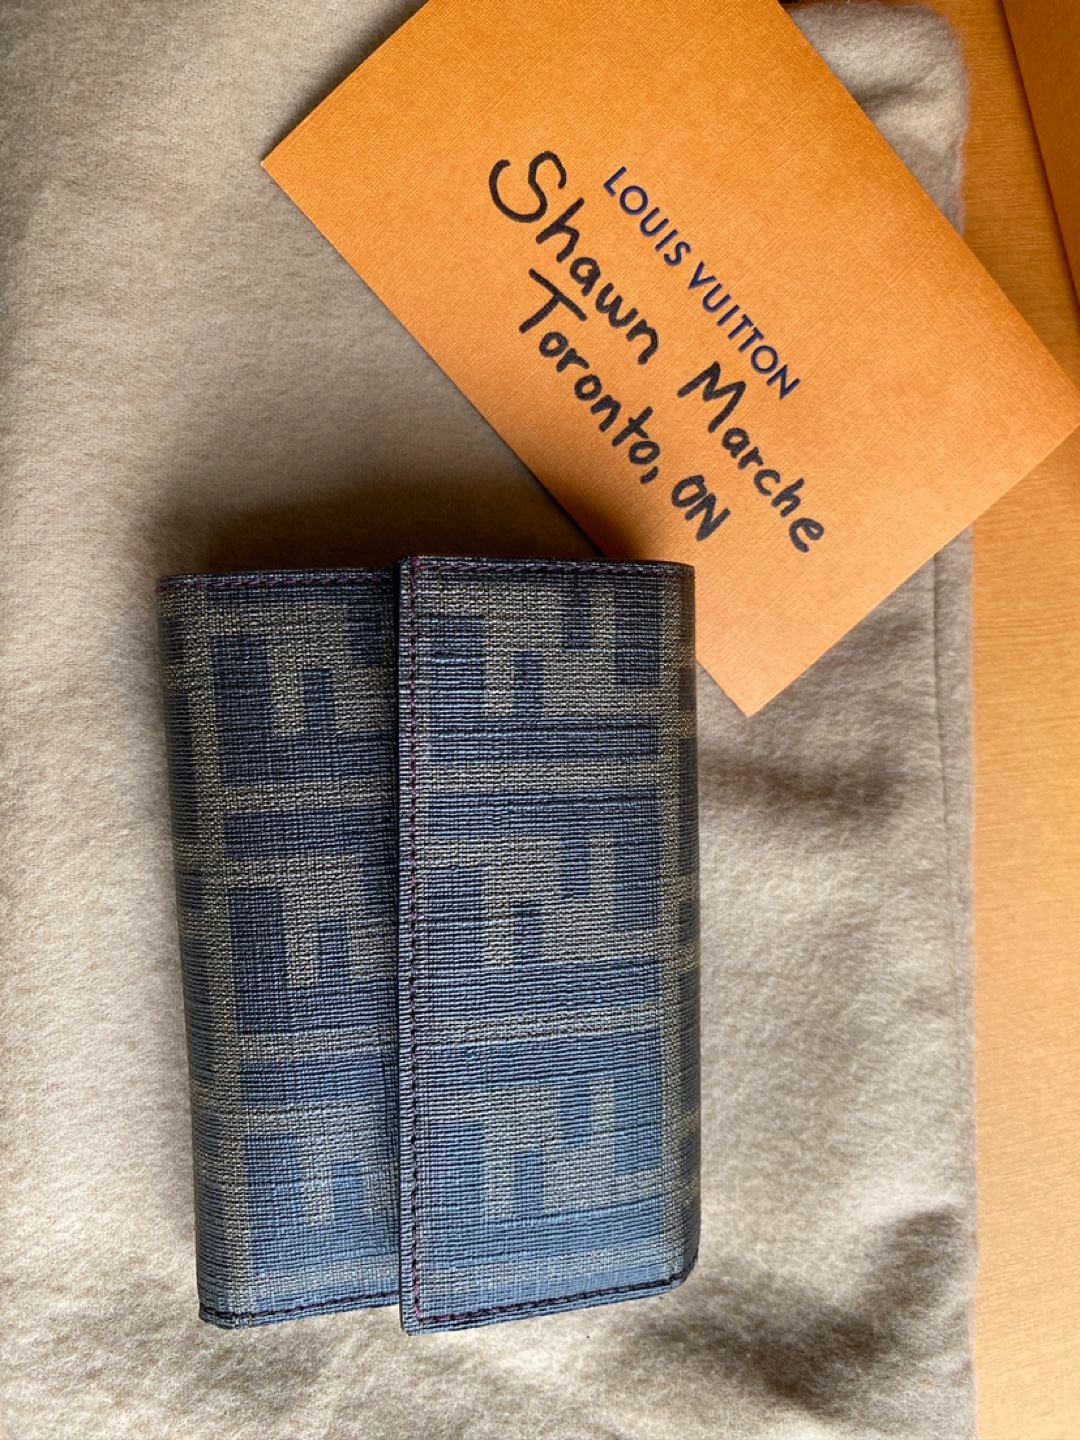 LOUIS VUITTON
Shawn Marche
Toronto, ON